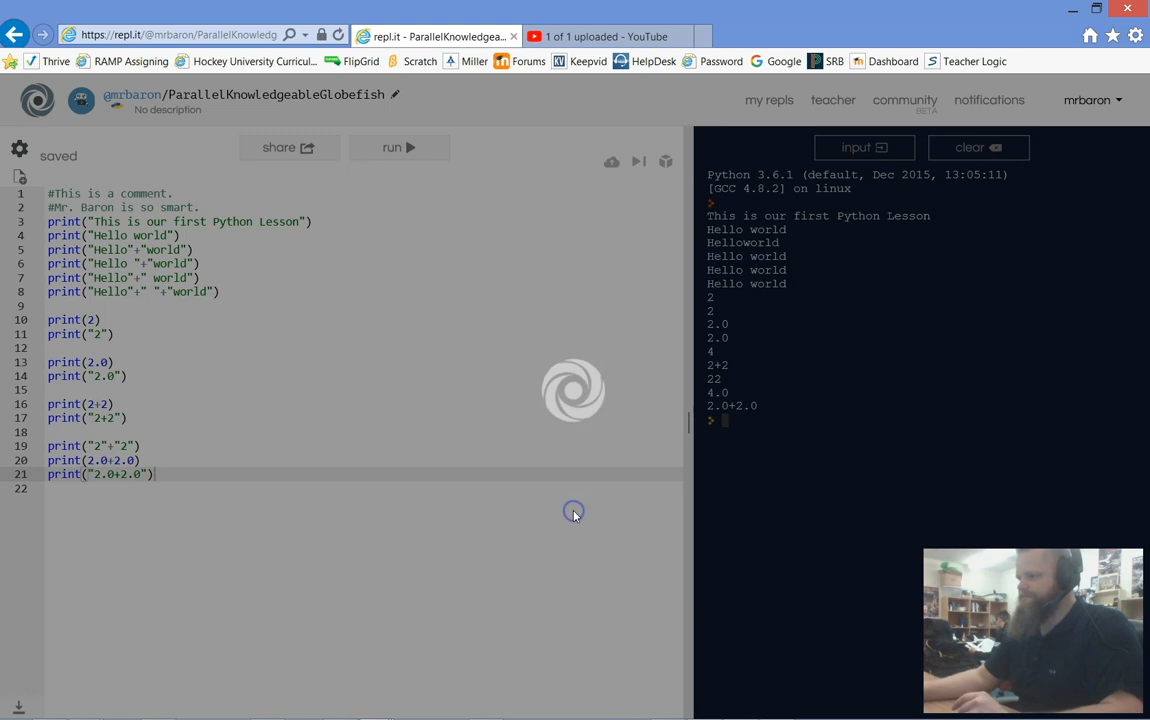 https://repl.it/@mrbaron/ParallelKnowledg
repl.it - ParallelKnowledgea...
1 of 1 uploaded - YouTube
Thrive
RAMP Assigning
Hockey University Curricul...
FlipGrid
Scratch
Miller
Forums
Keepvid
HelpDesk
Password
Google
SRB
Dashboard
Teacher Logic
@mrbaron/ParallelKnowledgeableGlobefish
No description
my repls
teacher
community
BETA
notifications
mrbaron
saved
share
run
input
clear
1 #This is a comment.
2 #Mr. Baron is so smart.
3 print("This is our first Python Lesson")
4 print("Hello world")
5 print("Hello"+"world")
6 print("Hello "+"world")
7 print("Hello"+" world")
8 print("Hello"+" "+"world")
9
10 print(2)
11 print("2")
12
13 print(2.0)
14 print("2.0")
15
16 print(2+2)
17 print("2+2")
18
19 print("2"+"2")
20 print(2.0+2.0)
21 print("2.0+2.0")
22
Python 3.6.1 (default, Dec 2015, 13:05:11)
[GCC 4.8.2] on linux
>
This is our first Python Lesson
Hello world
Helloworld
Hello world
Hello world
Hello world
2
2
2.0
2.0
4
2+2
22
4.0
2.0+2.0
>